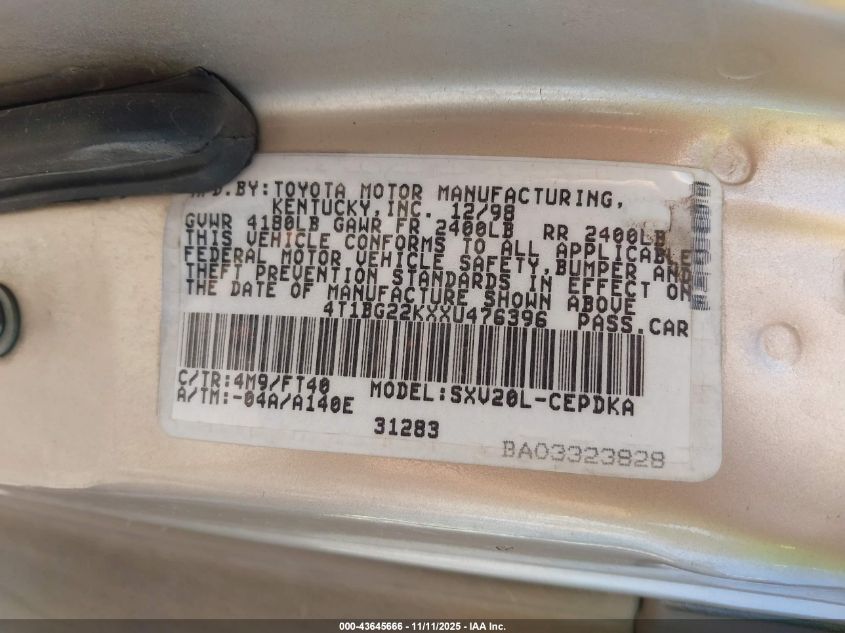 MFD.BY:TOYOTA MOTOR MANUFACTURING,
KENTUCKY,INC. 12/98
GVWR 4180LB GAWR FR 2400LB RR 2400LB
THIS VEHICLE CONFORMS TO ALL APPLICABLE
FEDERAL MOTOR VEHICLE SAFETY,BUMPER AND
THEFT PREVENTION STANDARDS IN EFFECT ON
THE DATE OF MANUFACTURE SHOWN ABOVE
4T1BG22KXXU476396 PASS.CAR
C/TR:4M9/FT40 MODEL:SXV20L-CEPDKA
A/TM:-04A/A140E
31283
BA03323828
000-43645666 - 11/11/2025 - IAA Inc.